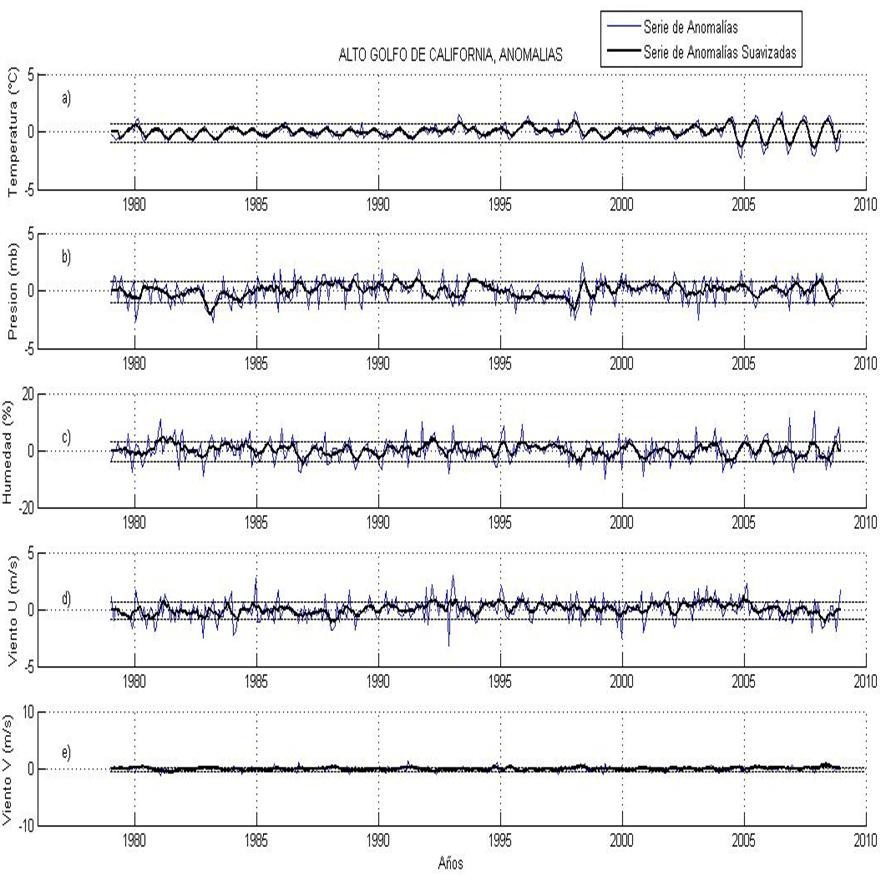 Serie de Anomalías
ALTO GOLFO DE CALIFORNIA, ANOMALIAS
Serie de Anomalías Suavizadas
Temperatura (°C)
5
0
-5
a)
1980 1985 1990 1995 2000 2005 2010
Presion (mb)
5
0
-5
b)
1980 1985 1990 1995 2000 2005 2010
Humedad (%)
20
0
-20
c)
1980 1985 1990 1995 2000 2005 2010
Viento U (m/s)
5
0
-5
d)
1980 1985 1990 1995 2000 2005 2010
Viento V (m/s)
10
0
-10
e)
1980 1985 1990 1995 2000 2005 2010
Años